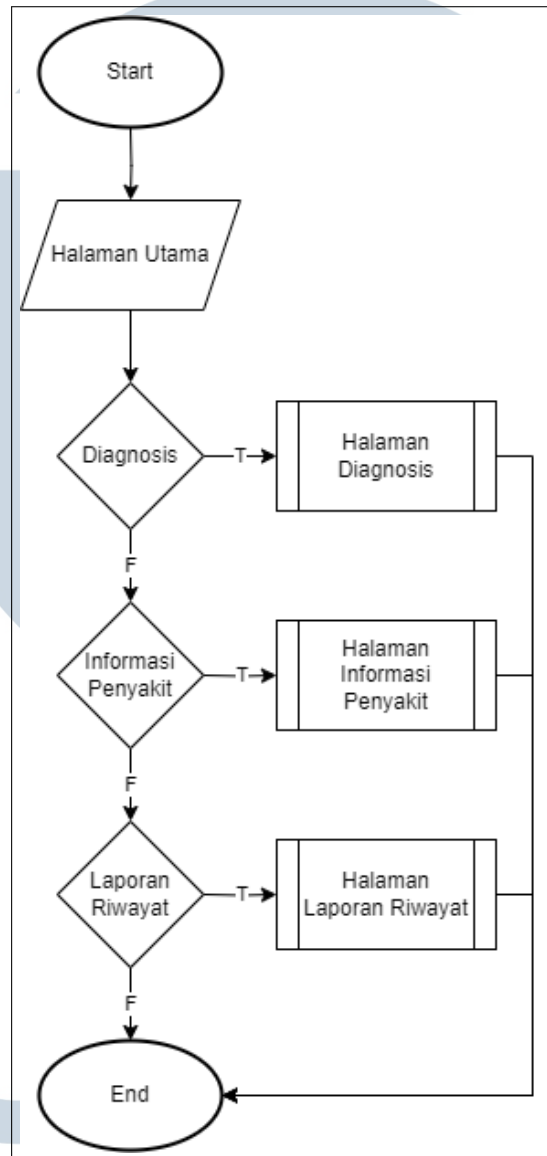 Start
Halaman Utama
Diagnosis
T
Halaman
Diagnosis
F
Informasi
Penyakit
T
Halaman
Informasi
Penyakit
F
Laporan
Riwayat
T
Halaman
Laporan Riwayat
F
End